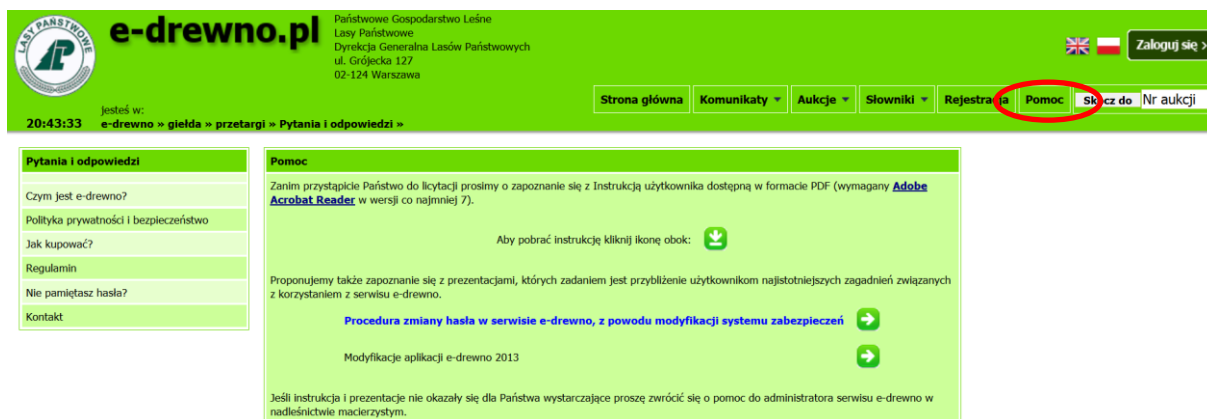 PAŃSTWOWE
LASY
e-drewno.pl
Państwowe Gospodarstwo Leśne
Lasy Państwowe
Dyrekcja Generalna Lasów Państwowych
ul. Grójecka 127
02-124 Warszawa
Zaloguj się >
Strona główna Komunikaty Aukcje Słowniki Rejestracja Pomoc Skocz do Nr aukcji
jesteś w:
20:43:33 e-drewno » giełda » przetargi » Pytania i odpowiedzi »
Pytania i odpowiedzi
Czym jest e-drewno?
Polityka prywatności i bezpieczeństwo
Jak kupować?
Regulamin
Nie pamiętasz hasła?
Kontakt
Pomoc
Zanim przystąpicie Państwo do licytacji prosimy o zapoznanie się z Instrukcją użytkownika dostępną w formacie PDF (wymagany Adobe
Acrobat Reader w wersji co najmniej 7).
Aby pobrać instrukcję kliknij ikonę obok:
Proponujemy także zapoznanie się z prezentacjami, których zadaniem jest przybliżenie użytkownikom najistotniejszych zagadnień związanych
z korzystaniem z serwisu e-drewno.
Procedura zmiany hasła w serwisie e-drewno, z powodu modyfikacji systemu zabezpieczeń
Modyfikacje aplikacji e-drewno 2013
Jeśli instrukcja i prezentacje nie okazały się dla Państwa wystarczające proszę zwrócić się o pomoc do administratora serwisu e-drewno w
nadleśnictwie macierzystym.